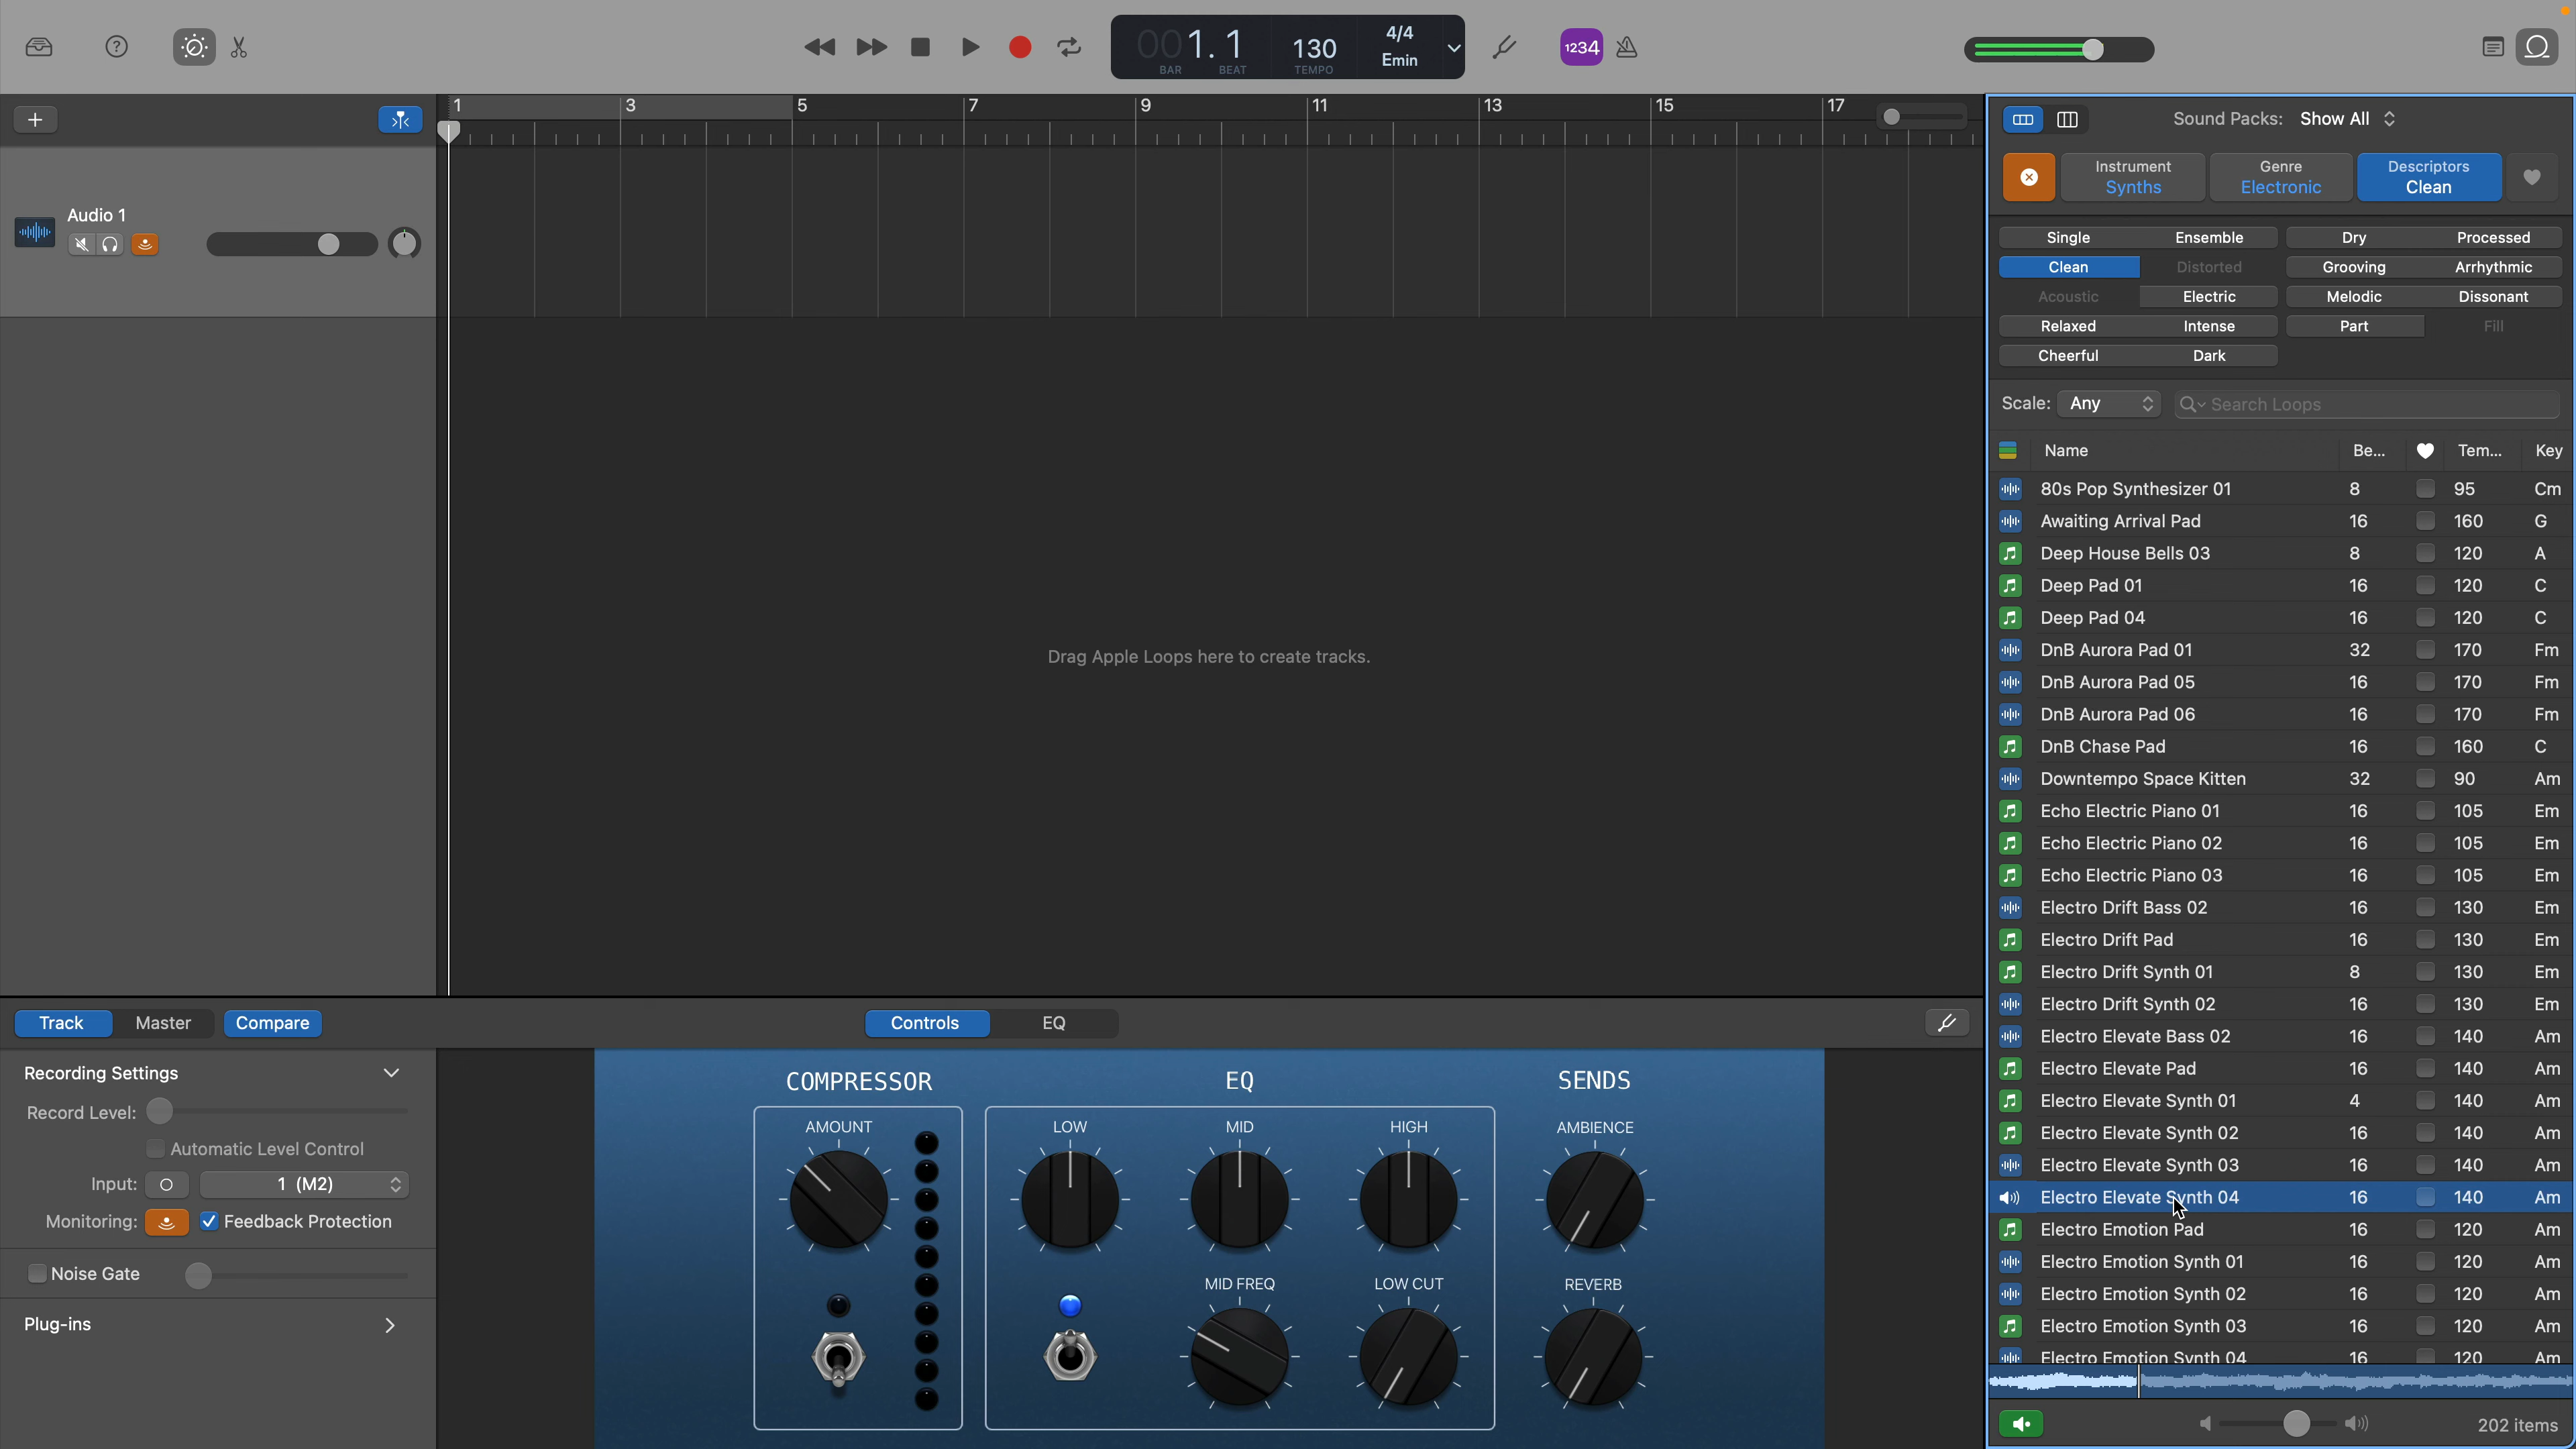 001. 1
BAR BEAT
130
TEMPO
4/4
Emin
1234
1 3 5 7 9 11 13 15 17
Audio 1
Drag Apple Loops here to create tracks.
Sound Packs: Show All
Instrument
Synths
Genre
Electronic
Descriptors
Clean
Single Ensemble Dry Processed
Clean Distorted Grooving Arrhythmic
Acoustic Electric Melodic Dissonant
Relaxed Intense Part Fill
Cheerful Dark
Scale: Any Search Loops
Name Be... Tem... Key
80s Pop Synthesizer 01 8 95 Cm
Awaiting Arrival Pad 16 160 G
Deep House Bells 03 8 120 A
Deep Pad 01 16 120 C
Deep Pad 04 16 120 C
DnB Aurora Pad 01 32 170 Fm
DnB Aurora Pad 05 16 170 Fm
DnB Aurora Pad 06 16 170 Fm
DnB Chase Pad 16 160 C
Downtempo Space Kitten 32 90 Am
Echo Electric Piano 01 16 105 Em
Echo Electric Piano 02 16 105 Em
Echo Electric Piano 03 16 105 Em
Electro Drift Bass 02 16 130 Em
Electro Drift Pad 16 130 Em
Electro Drift Synth 01 8 130 Em
Electro Drift Synth 02 16 130 Em
Electro Elevate Bass 02 16 140 Am
Electro Elevate Pad 16 140 Am
Electro Elevate Synth 01 4 140 Am
Electro Elevate Synth 02 16 140 Am
Electro Elevate Synth 03 16 140 Am
Electro Elevate Synth 04 16 140 Am
Electro Emotion Pad 16 120 Am
Electro Emotion Synth 01 16 120 Am
Electro Emotion Synth 02 16 120 Am
Electro Emotion Synth 03 16 120 Am
Electro Emotion Synth 04 16 120 Am
202 items
Track Master Compare
Controls EQ
Recording Settings
Record Level:
Automatic Level Control
Input: 1 (M2)
Monitoring: Feedback Protection
Noise Gate
Plug-ins
COMPRESSOR EQ SENDS
AMOUNT LOW MID HIGH AMBIENCE
MID FREQ LOW CUT REVERB